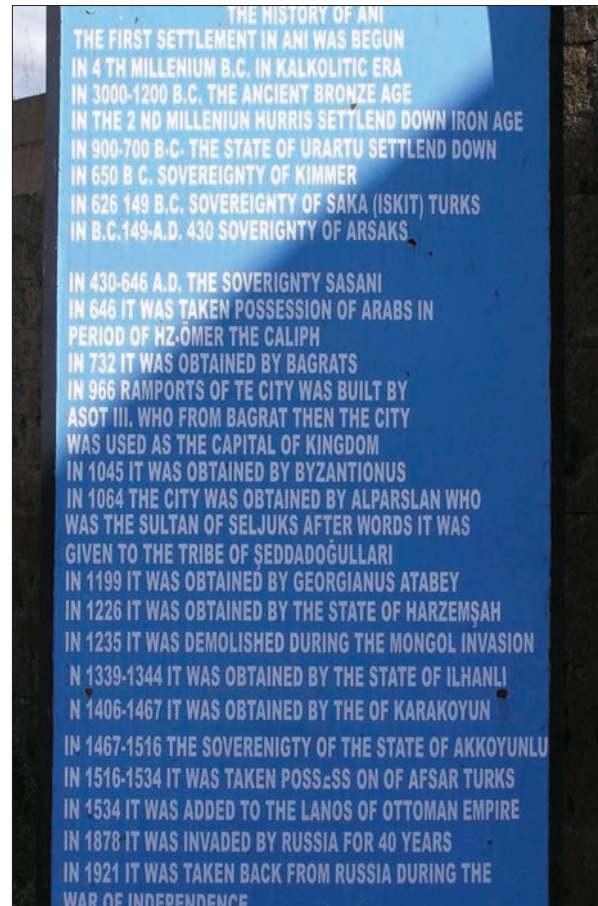 THE HISTORY OF ANI
THE FIRST SETTLEMENT IN ANI WAS BEGUN
IN 4 TH MILLENIUM B.C. IN KALKOLITIC ERA
IN 3000-1200 B.C. THE ANCIENT BRONZE AGE
IN THE 2 ND MILLENIUN HURRIS SETTLEND DOWN IRON AGE
IN 900-700 B.C. THE STATE OF URARTU SETTLEND DOWN
IN 650 B C. SOVEREIGNTY OF KIMMER
IN 626 149 B.C. SOVEREIGNTY OF SAKA (ISKIT) TURKS
IN B.C.149-A.D. 430 SOVERIGNTY OF ARSAKS
IN 430-646 A.D. THE SOVERIGNTY SASANI
IN 646 IT WAS TAKEN POSSESSION OF ARABS IN
PERIOD OF HZ.ÖMER THE CALIPH
IN 732 IT WAS OBTAINED BY BAGRATS
IN 966 RAMPORTS OF TE CITY WAS BUILT BY
ASOT III. WHO FROM BAGRAT THEN THE CITY
WAS USED AS THE CAPITAL OF KINGDOM
IN 1045 IT WAS OBTAINED BY BYZANTIONUS
IN 1064 THE CITY WAS OBTAINED BY ALPARSLAN WHO
WAS THE SULTAN OF SELJUKS AFTER WORDS IT WAS
GIVEN TO THE TRIBE OF ŞEDDADOĞULLARI
IN 1199 IT WAS OBTAINED BY GEORGIANUS ATABEY
IN 1226 IT WAS OBTAINED BY THE STATE OF HARZEMŞAH
IN 1235 IT WAS DEMOLISHED DURING THE MONGOL INVASION
N 1339-1344 IT WAS OBTAINED BY THE STATE OF ILHANLI
N 1406-1467 IT WAS OBTAINED BY THE OF KARAKOYUN
IN 1467-1516 THE SOVERENIGTY OF THE STATE OF AKKOYUNLU
IN 1516-1534 IT WAS TAKEN POSSESS ON OF AFSAR TURKS
IN 1534 IT WAS ADDED TO THE LANOS OF OTTOMAN EMPIRE
IN 1878 IT WAS INVADED BY RUSSIA FOR 40 YEARS
IN 1921 IT WAS TAKEN BACK FROM RUSSIA DURING THE
WAR OF INDEPENDENCE